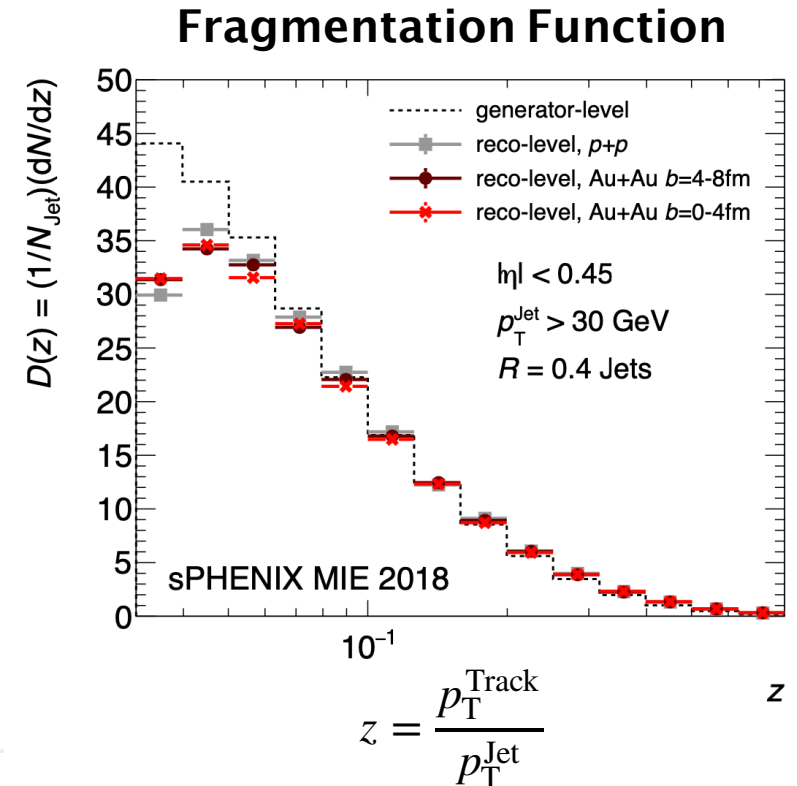 Fragmentation Function
D(z) = (1/N_Jet)(dN/dz)
50
45
40
35
30
25
20
15
10
5
0
generator-level
reco-level, p+p
reco-level, Au+Au b=4-8fm
reco-level, Au+Au b=0-4fm
|η| < 0.45
p_T^Jet > 30 GeV
R = 0.4 Jets
sPHENIX MIE 2018
10⁻¹
z
z = p_T^Track / p_T^Jet